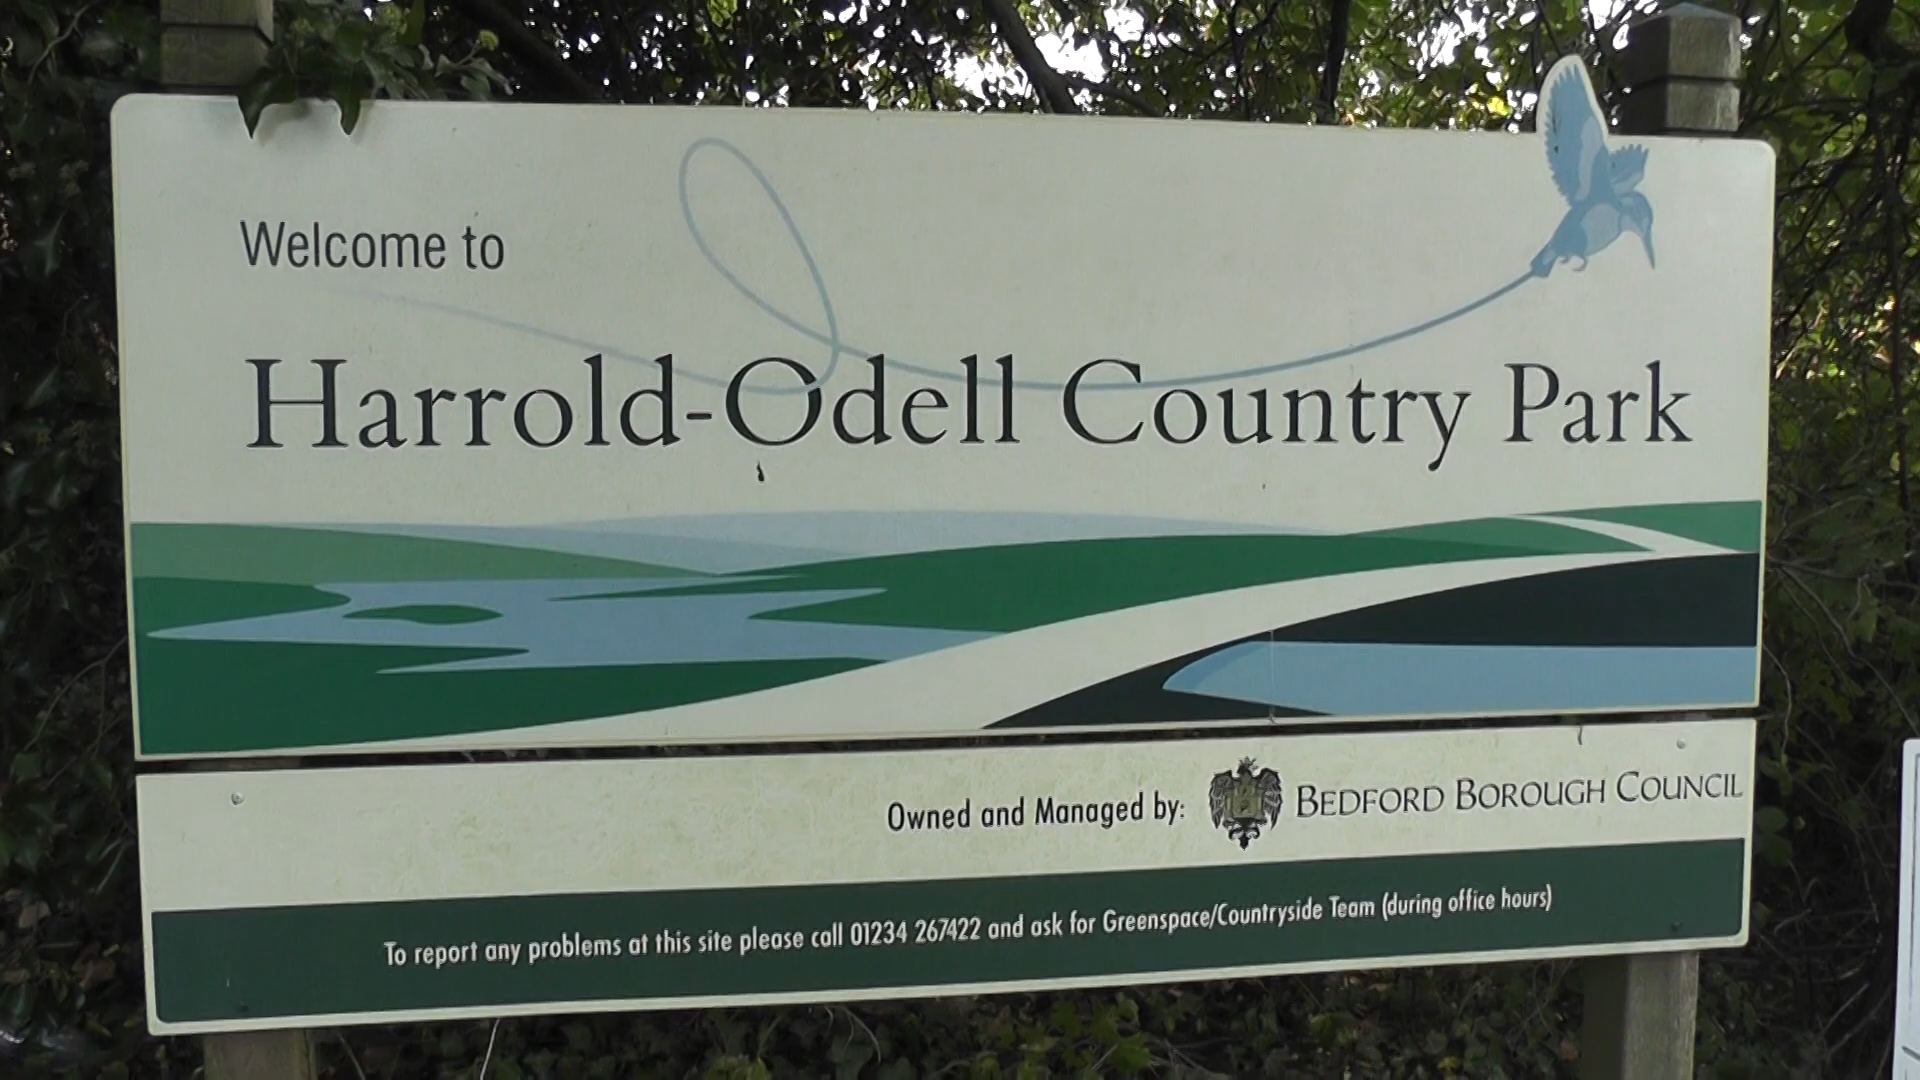 Welcome to
Harrold-Odell Country Park
Owned and Managed by: BEDFORD BOROUGH COUNCIL
To report any problems at this site please call 01234 267422 and ask for Greenspace/Countryside Team (during office hours)